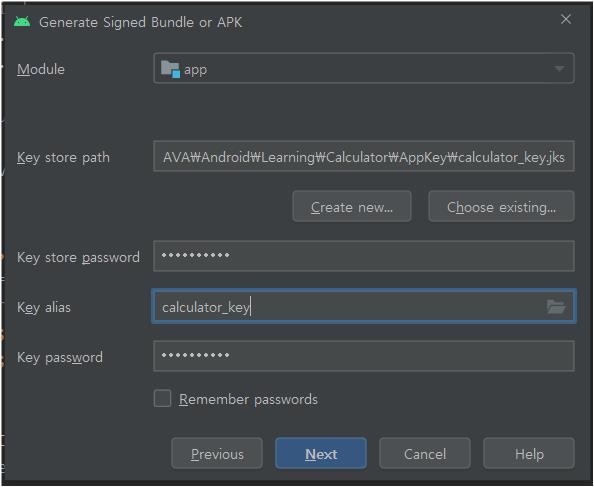 Generate Signed Bundle or APK
Module
app
Key store path
AVA₩Android₩Learning₩Calculator₩AppKey₩calculator_key.jks
Create new...
Choose existing...
Key store password
••••••••••
Key alias
calculator_key
Key password
••••••••••
Remember passwords
Previous
Next
Cancel
Help